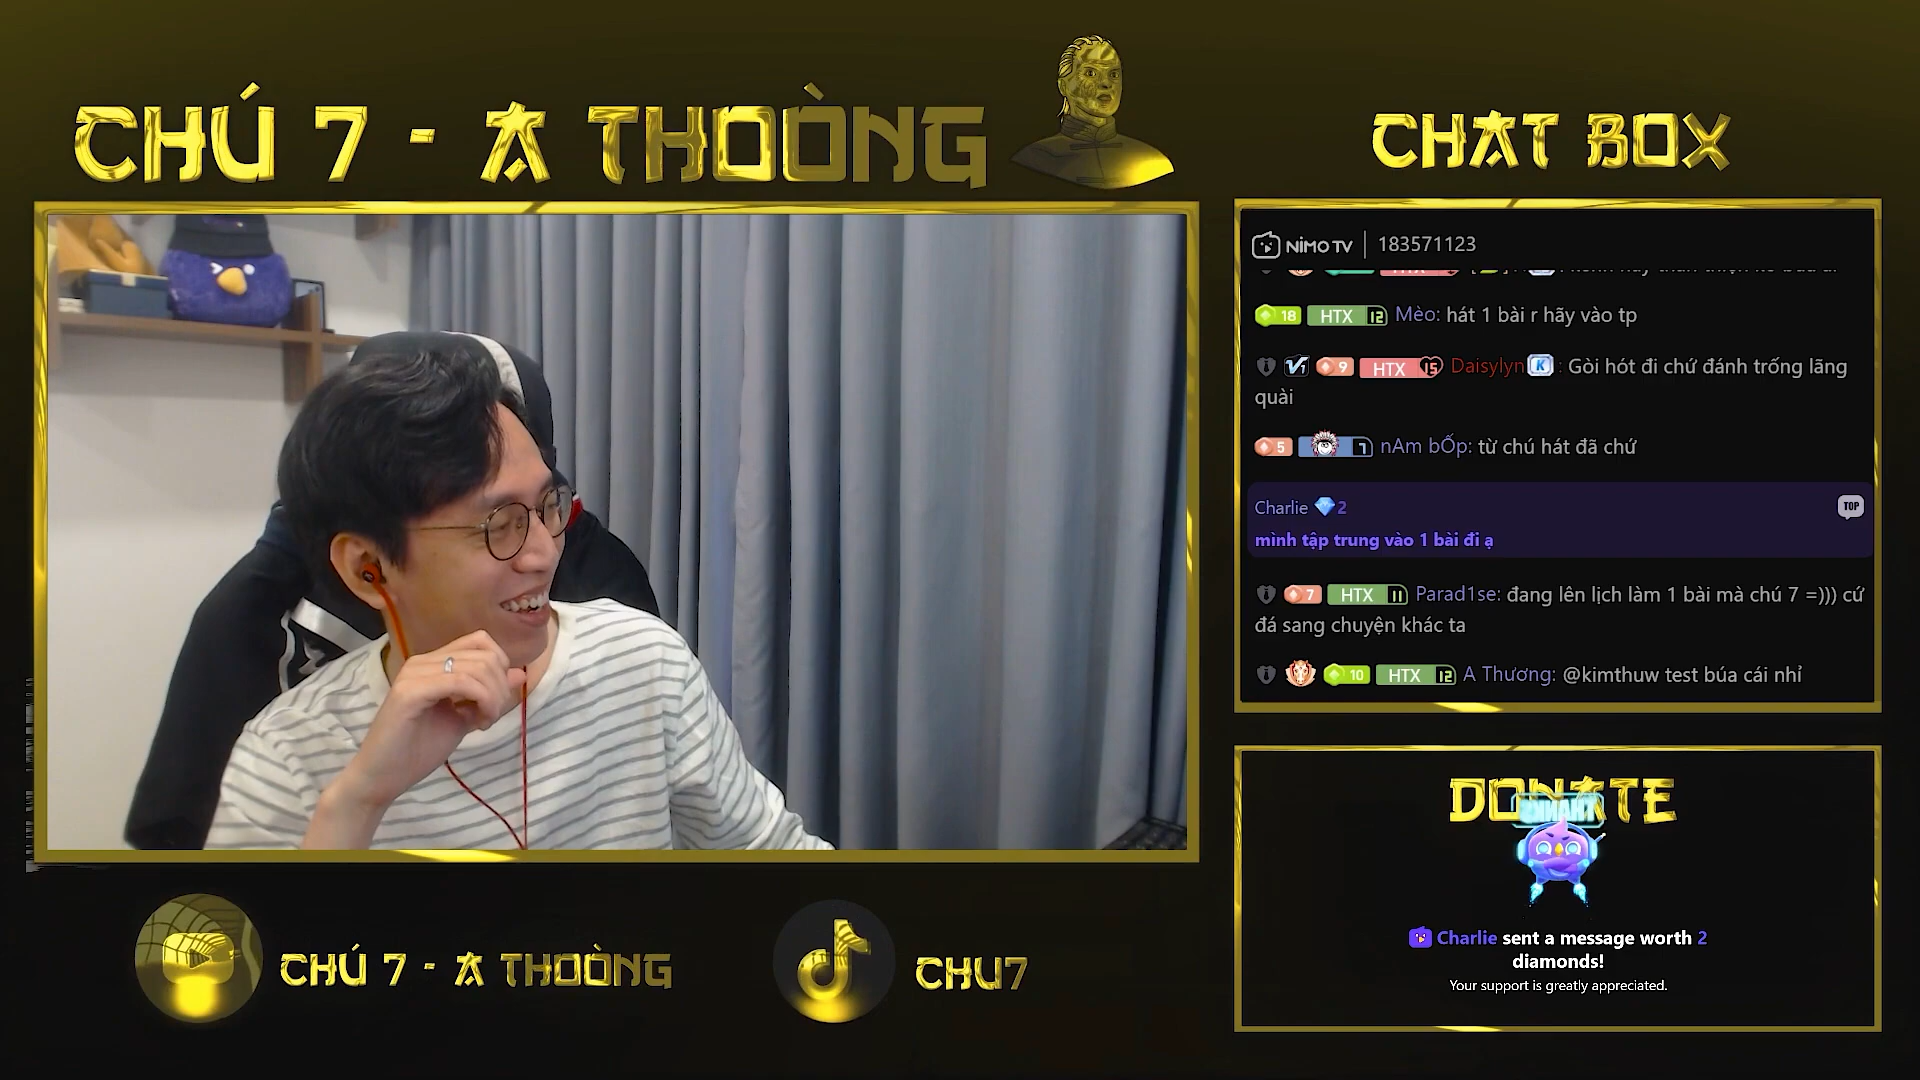 CHÚ 7 - A THOÒNG
CHAT BOX
NIMO TV | 183571123
18 HTX 12 Mèo: hát 1 bài r hãy vào tp
V1 9 HTX 15 Daisylyn K : Gòi hót đi chứ đánh trống lãng
quài
5 7 nAm bỐp: từ chú hát đã chứ
Charlie 2 TOP
mình tập trung vào 1 bài đi ạ
7 HTX 11 Parad1se: đang lên lịch làm 1 bài mà chú 7 =))) cứ
đá sang chuyện khác ta
10 HTX 12 A Thương: @kimthuw test búa cái nhỉ
DONATE
Charlie sent a message worth 2
diamonds!
Your support is greatly appreciated.
CHÚ 7 - A THOÒNG
CHU7